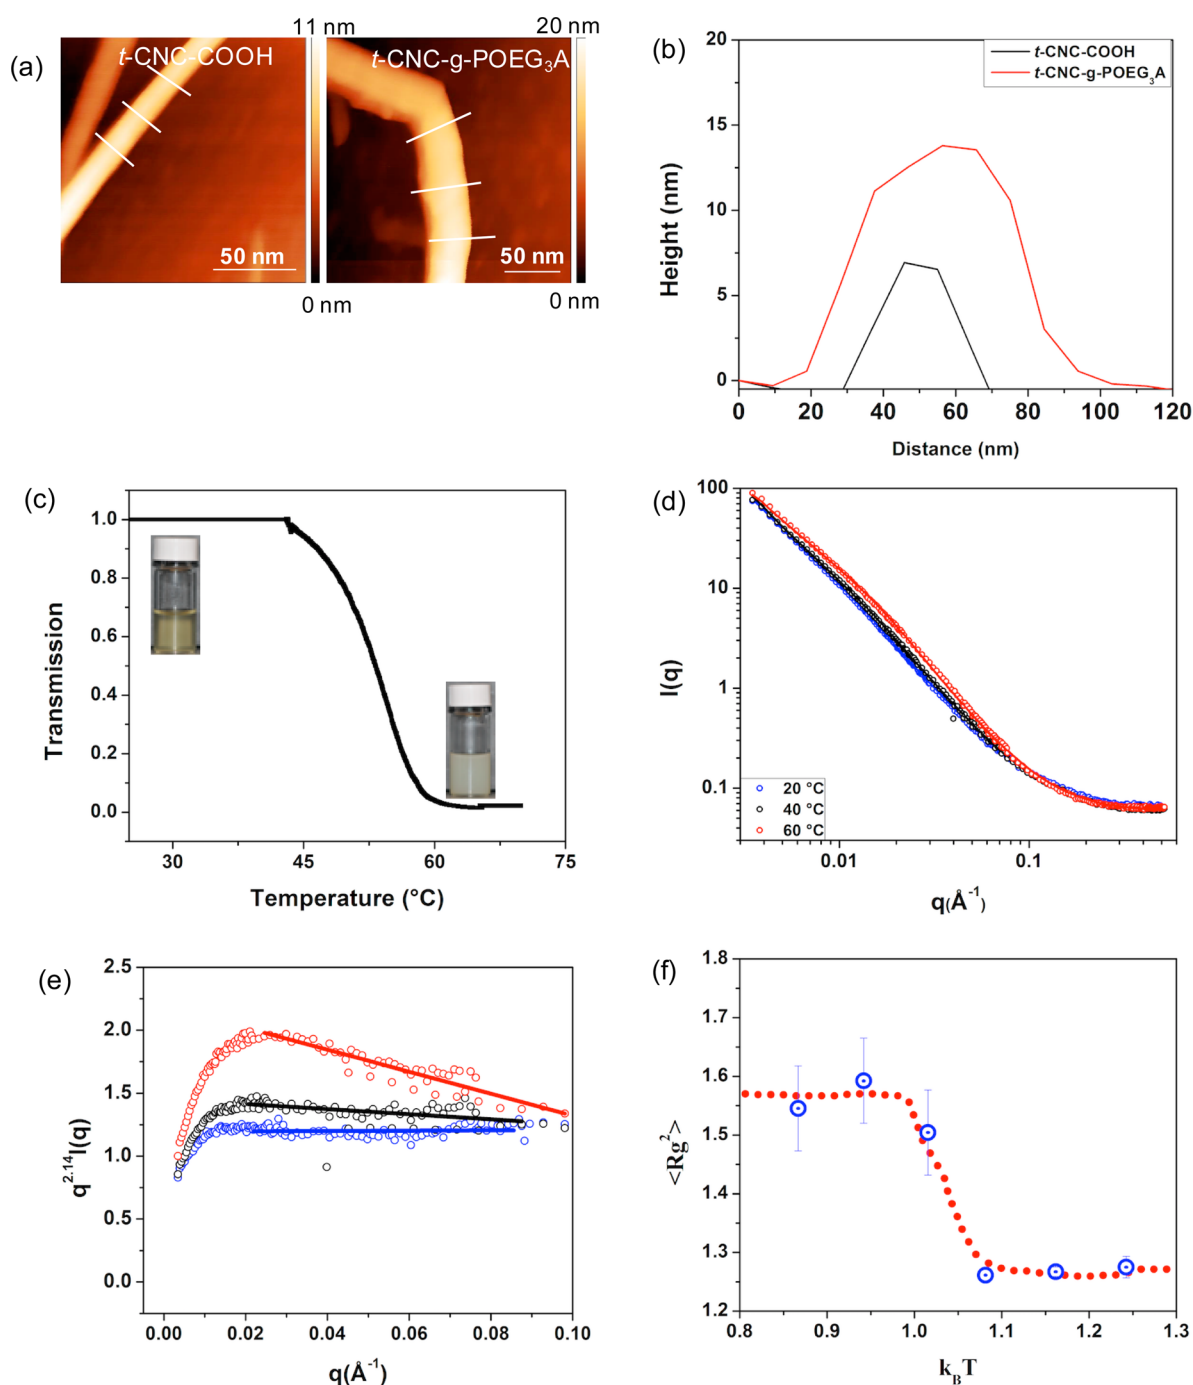 (a)
11 nm
t-CNC-COOH
50 nm
0 nm
20 nm
t-CNC-g-POEG₃A
50 nm
0 nm
(b)
20
15
10
5
0
Height (nm)
t-CNC-COOH
t-CNC-g-POEG₃A
0 20 40 60 80 100 120
Distance (nm)
(c)
1.0
0.8
0.6
0.4
0.2
0.0
Transmission
30 45 60 75
Temperature (°C)
(d)
100
10
1
0.1
I(q)
20 °C
40 °C
60 °C
0.01 0.1
q(Å⁻¹)
(e)
2.5
2.0
1.5
1.0
0.5
0.0
q²·¹⁴I(q)
0.00 0.02 0.04 0.06 0.08 0.10
q(Å⁻¹)
(f)
1.8
1.7
1.6
1.5
1.4
1.3
1.2
<Rg²>
0.8 0.9 1.0 1.1 1.2 1.3
k_BT